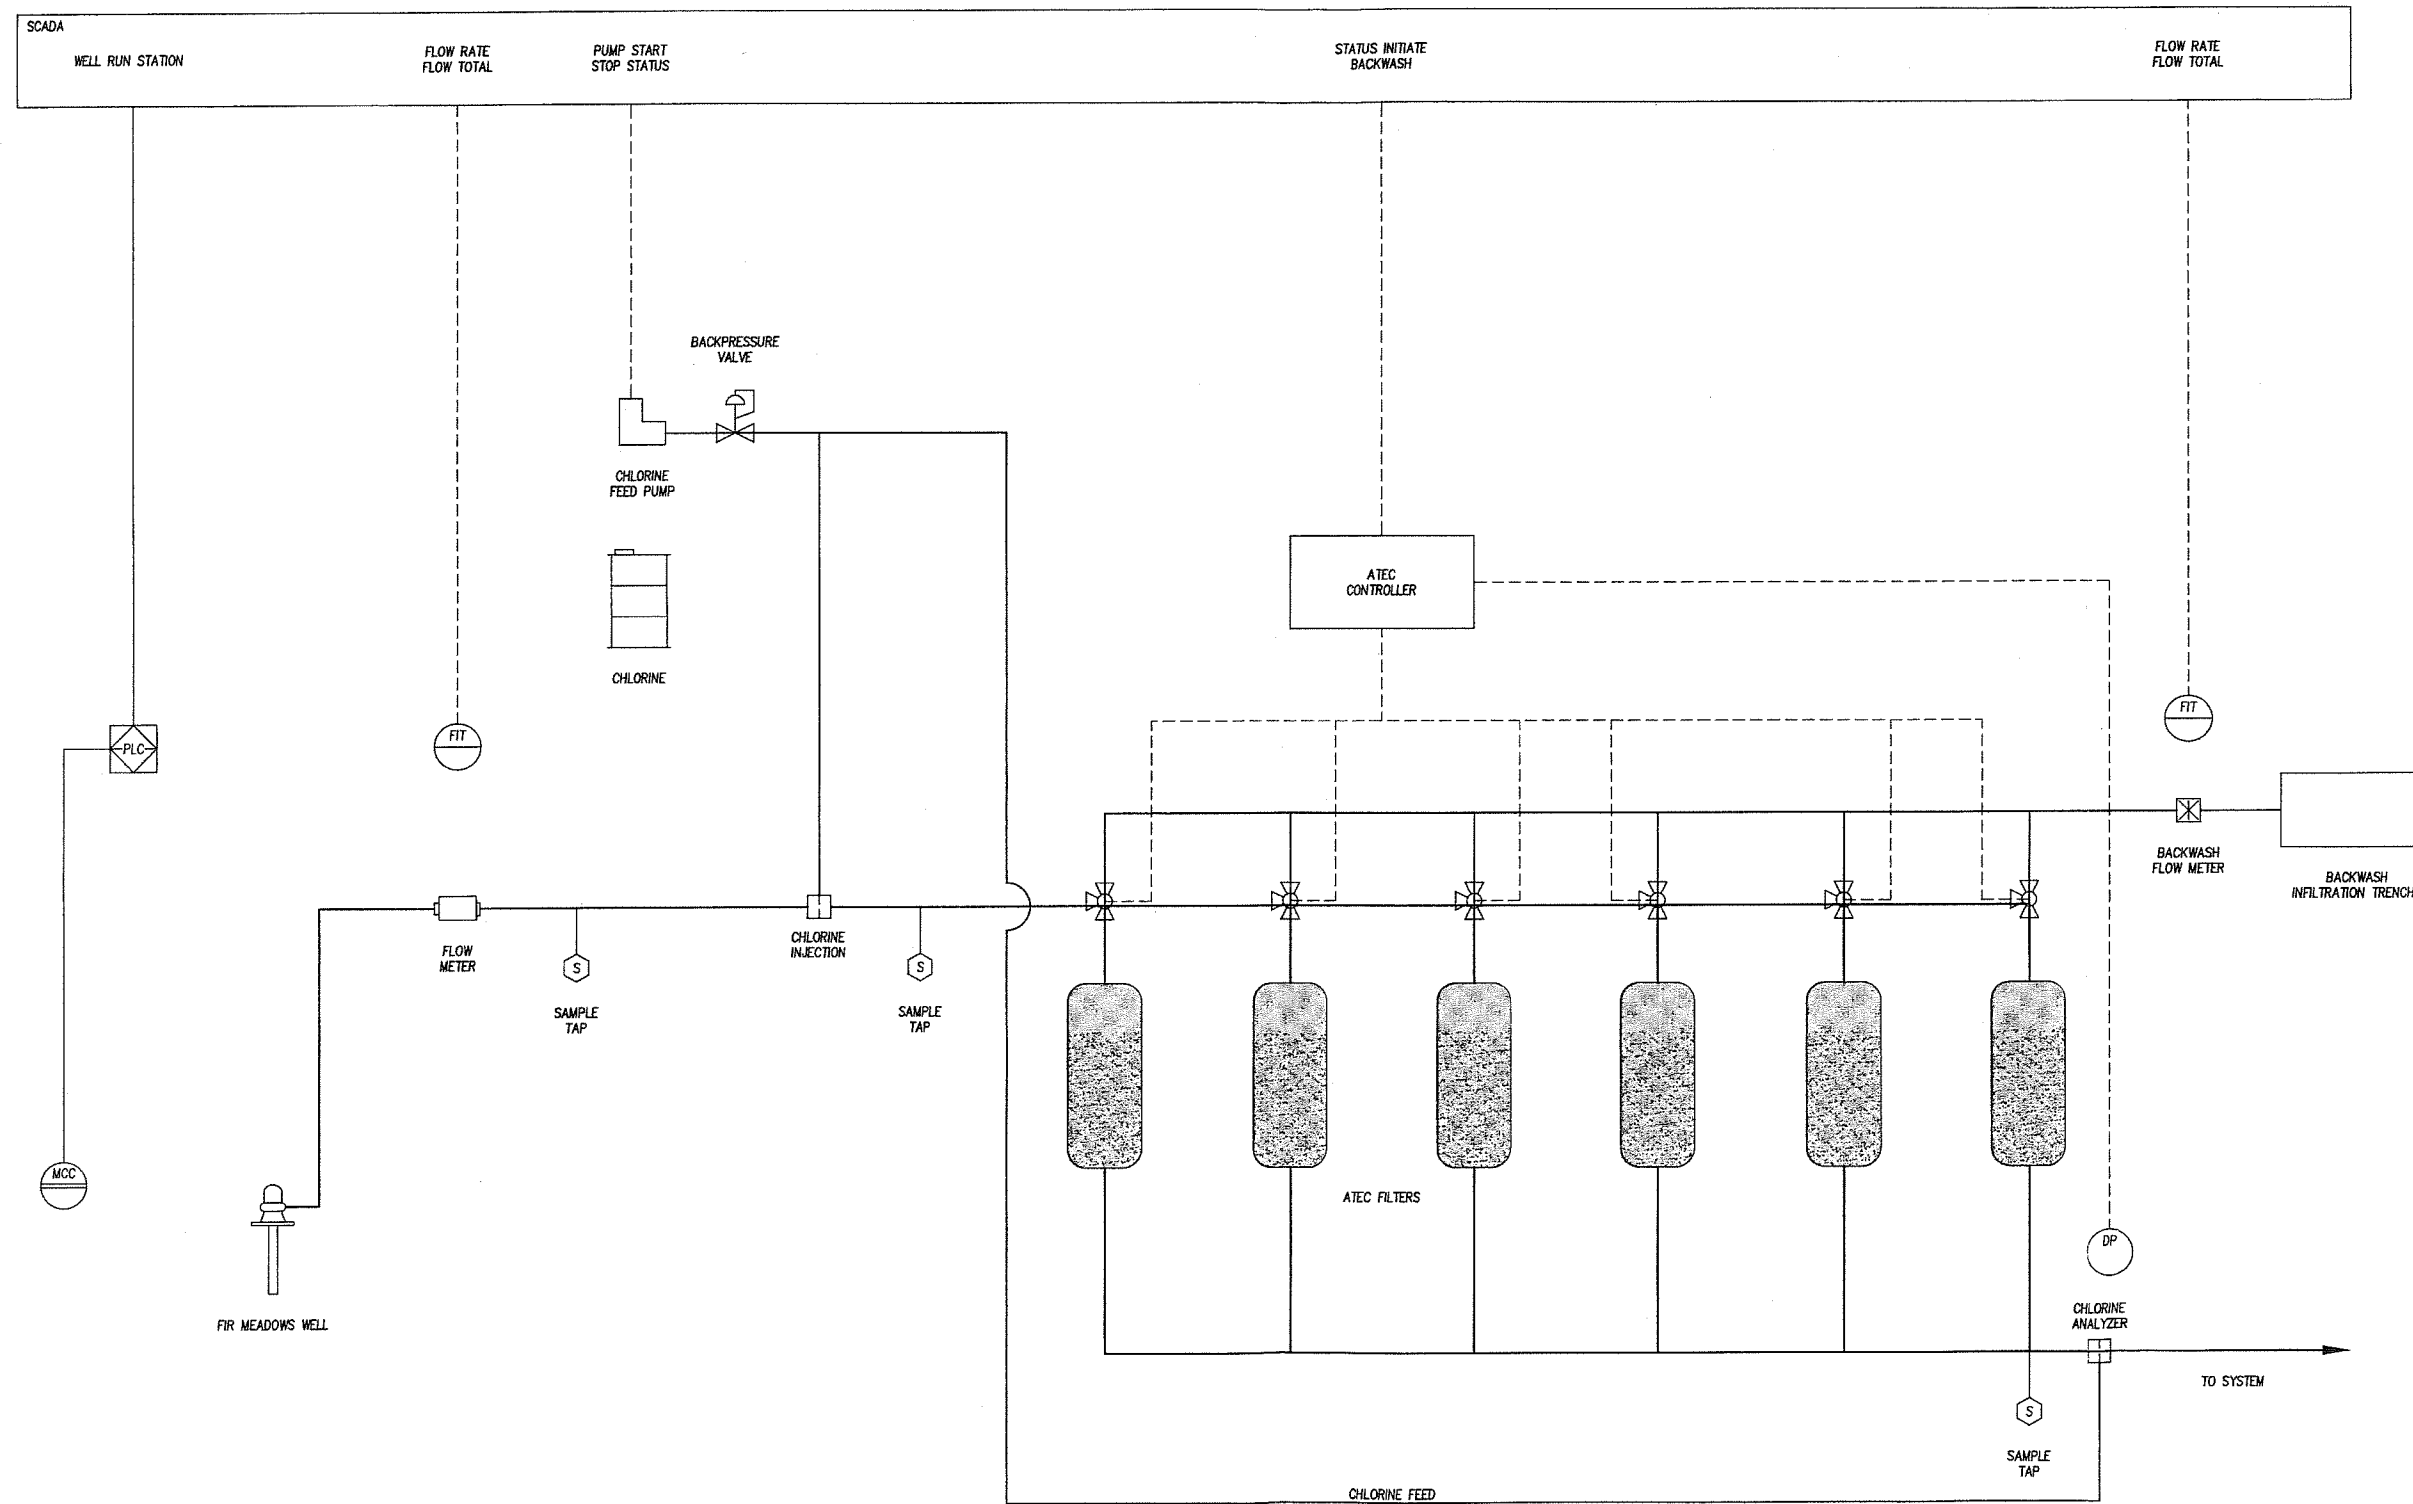 SCADA
WELL RUN STATION
FLOW RATE
FLOW TOTAL
PUMP START
STOP STATUS
STATUS INITIATE
BACKWASH
FLOW RATE
FLOW TOTAL
BACKPRESSURE
VALVE
CHLORINE
FEED PUMP
ATEC
CONTROLLER
CHLORINE
PLC
FIT
FIT
BACKWASH
FLOW METER
BACKWASH
INFILTRATION TRENCH
FLOW
METER
CHLORINE
INJECTION
S
SAMPLE
TAP
S
SAMPLE
TAP
MCC
ATEC FILTERS
DP
FIR MEADOWS WELL
CHLORINE
ANALYZER
TO SYSTEM
S
SAMPLE
TAP
CHLORINE FEED